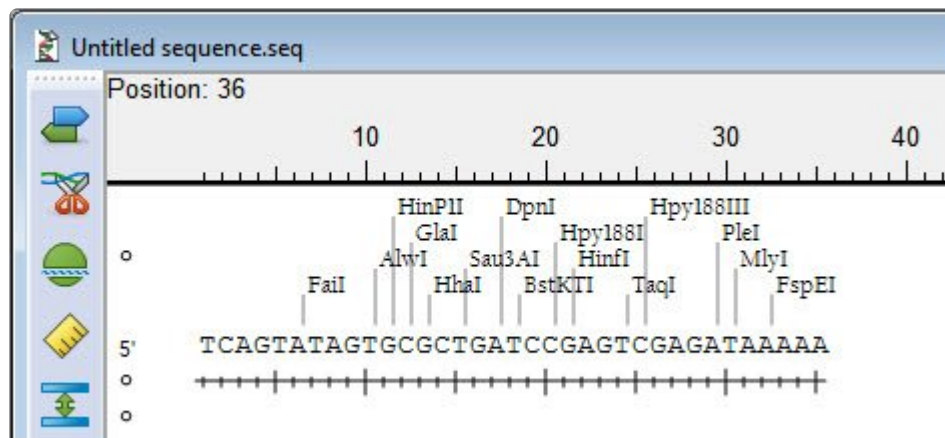 Untitled sequence.seq
Position: 36
10 20 30 40
HinP1I DpnI Hpy188III
GlaI Hpy188I PleI
AlwI Sau3AI HinfI MlyI
FaiI HhaI BstKTI TaqI FspEI
5' TCAGTATAGTGCGCTGATCCGAGTCGAGATAAAAA